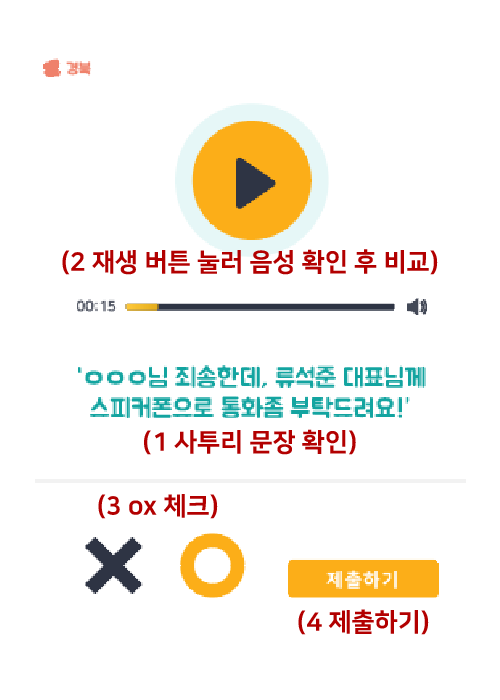 경북
(2 재생 버튼 눌러 음성 확인 후 비교)
00:15
'ㅇㅇㅇ님 죄송한데, 류석준 대표님께
스피커폰으로 통화좀 부탁드려요!'
(1 사투리 문장 확인)
(3 ox 체크)
제출하기
(4 제출하기)